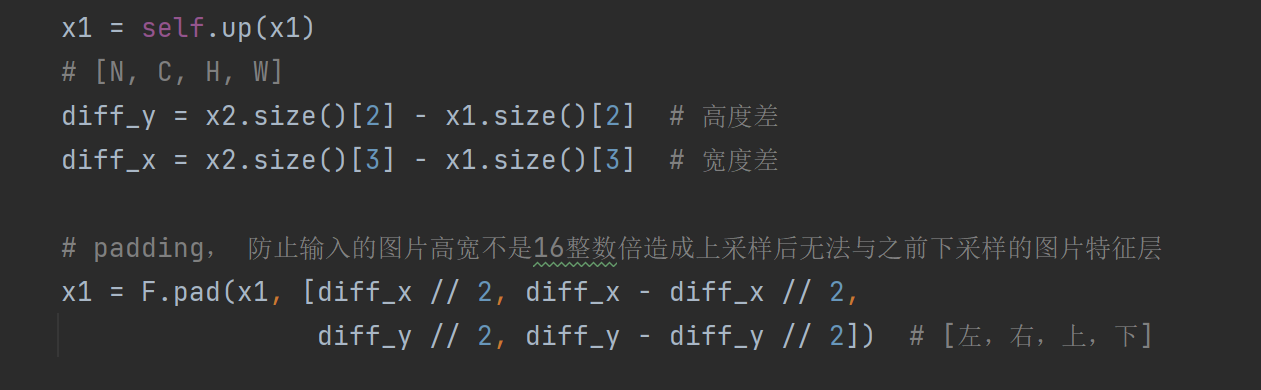 x1 = self.up(x1)
# [N, C, H, W]
diff_y = x2.size()[2] - x1.size()[2]  # 高度差
diff_x = x2.size()[3] - x1.size()[3]  # 宽度差
# padding， 防止输入的图片高宽不是16整数倍造成上采样后无法与之前下采样的图片特征层
x1 = F.pad(x1, [diff_x // 2, diff_x - diff_x // 2,
diff_y // 2, diff_y - diff_y // 2])  # [左，右，上，下]